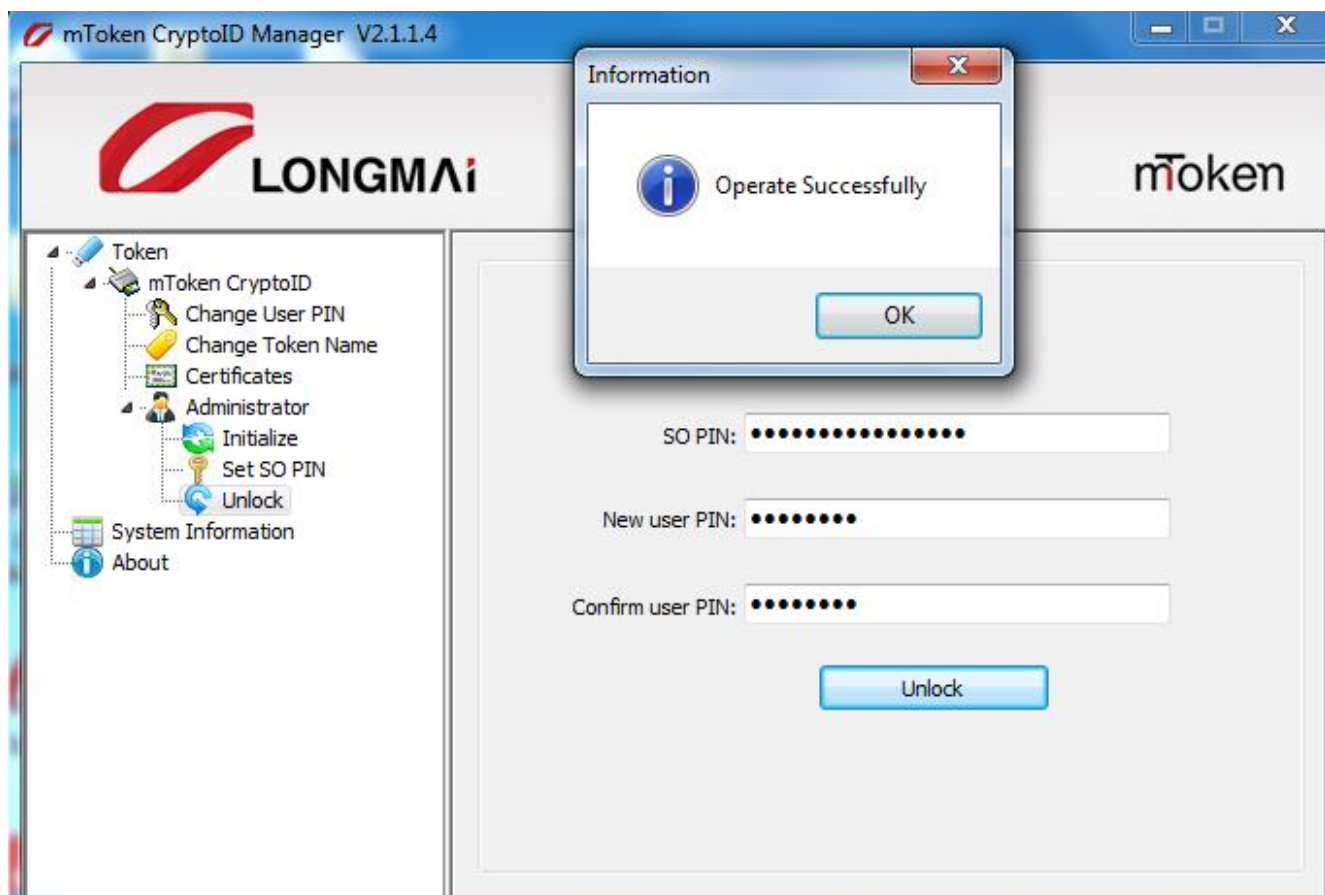 mToken CryptoID Manager V2.1.1.4
Information
LONGMAi
Operate Successfully
mToken
OK
Token
mToken CryptoID
Change User PIN
Change Token Name
Certificates
Administrator
Initialize
Set SO PIN
Unlock
System Information
About
SO PIN:
New user PIN:
Confirm user PIN:
Unlock